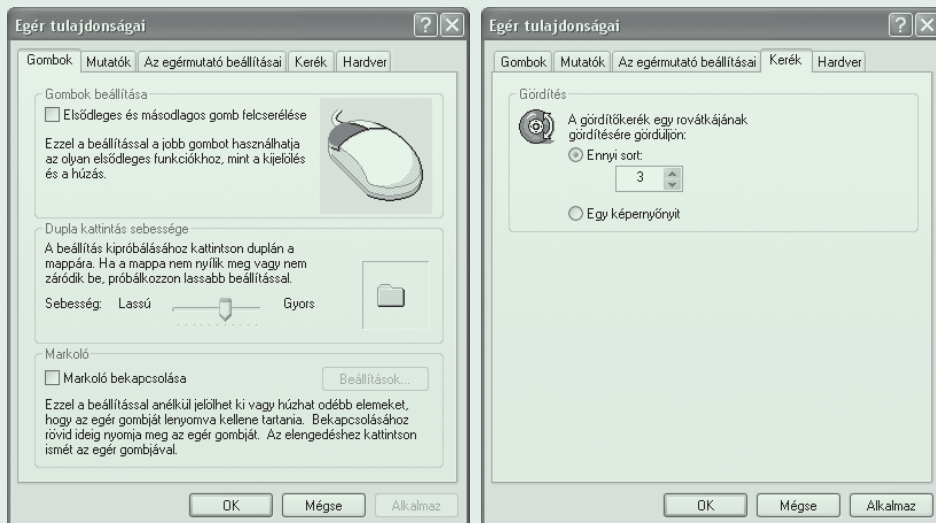 Egér tulajdonságai
Gombok Mutatók Az egérmutató beállításai Kerék Hardver
Gombok beállítása
Elsődleges és másodlagos gomb felcserélése
Ezzel a beállítással a jobb gombot használhatja
az olyan elsődleges funkciókhoz, mint a kijelölés
és a húzás.
Dupla kattintás sebessége
A beállítás kipróbálásához kattintson duplán a
mappára. Ha a mappa nem nyílik meg vagy nem
záródik be, próbálkozzon lassabb beállítással.
Sebesség: Lassú Gyors
Markoló
Markoló bekapcsolása
Beállítások...
Ezzel a beállítással anélkül jelölhet ki vagy húzhat odébb elemeket,
hogy az egér gombját lenyomva kellene tartania. Bekapcsolásához
rövid ideig nyomja meg az egér gombját. Az elengedéshez kattintson
ismét az egér gombjával.
OK Mégse Alkalmaz
Egér tulajdonságai
Gombok Mutatók Az egérmutató beállításai Kerék Hardver
Gördítés
A gördítőkerék egy rovátkájának
gördítésére gördüljön:
Ennyi sort:
3
Egy képernyőnyit
OK Mégse Alkalmaz